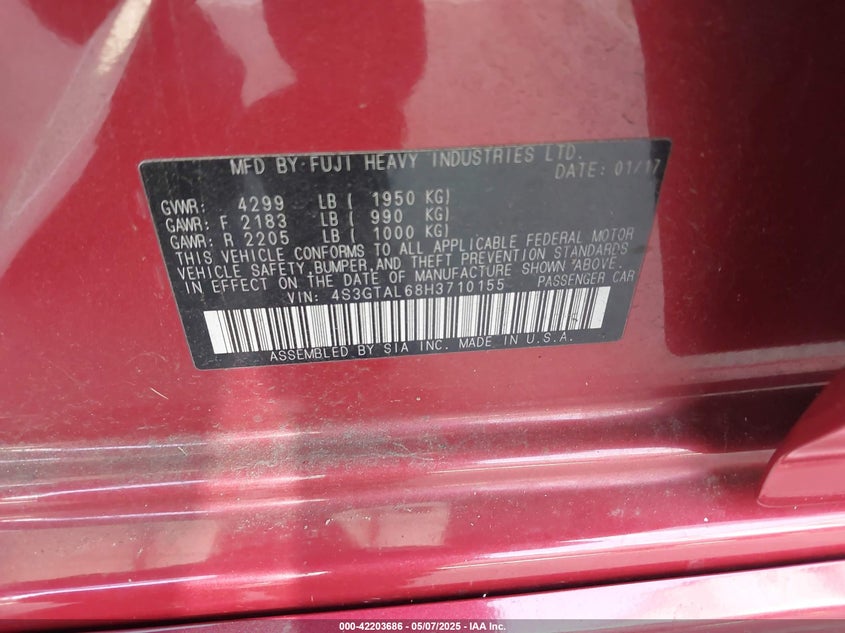 MFD BY FUJI HEAVY INDUSTRIES LTD.
DATE: 01/17
GVWR: 4299 LB ( 1950 KG)
GAWR: F 2183 LB ( 990 KG)
GAWR: R 2205 LB ( 1000 KG)
THIS VEHICLE CONFORMS TO ALL APPLICABLE FEDERAL MOTOR
VEHICLE SAFETY,BUMPER,AND THEFT PREVENTION STANDARDS
IN EFFECT ON THE DATE OF MANUFACTURE SHOWN "ABOVE.
VIN: 4S3GTAL68H3710155 PASSENGER CAR
ASSEMBLED BY SIA INC. MADE IN U.S.A.
000-42203686 - 05/07/2025 - IAA Inc.